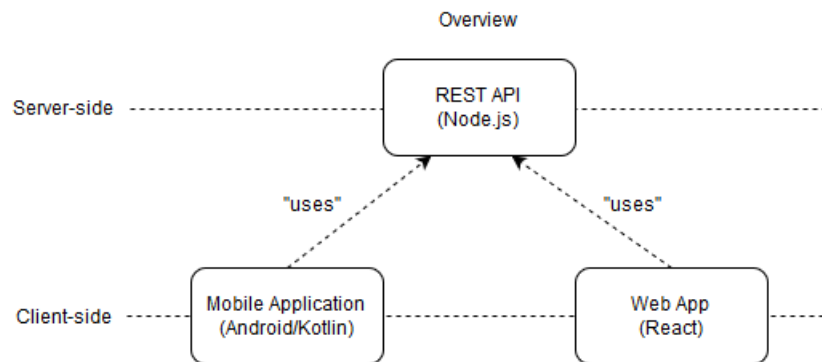 Overview
Server-side
REST API
(Node.js)
"uses"
"uses"
Client-side
Mobile Application
(Android/Kotlin)
Web App
(React)